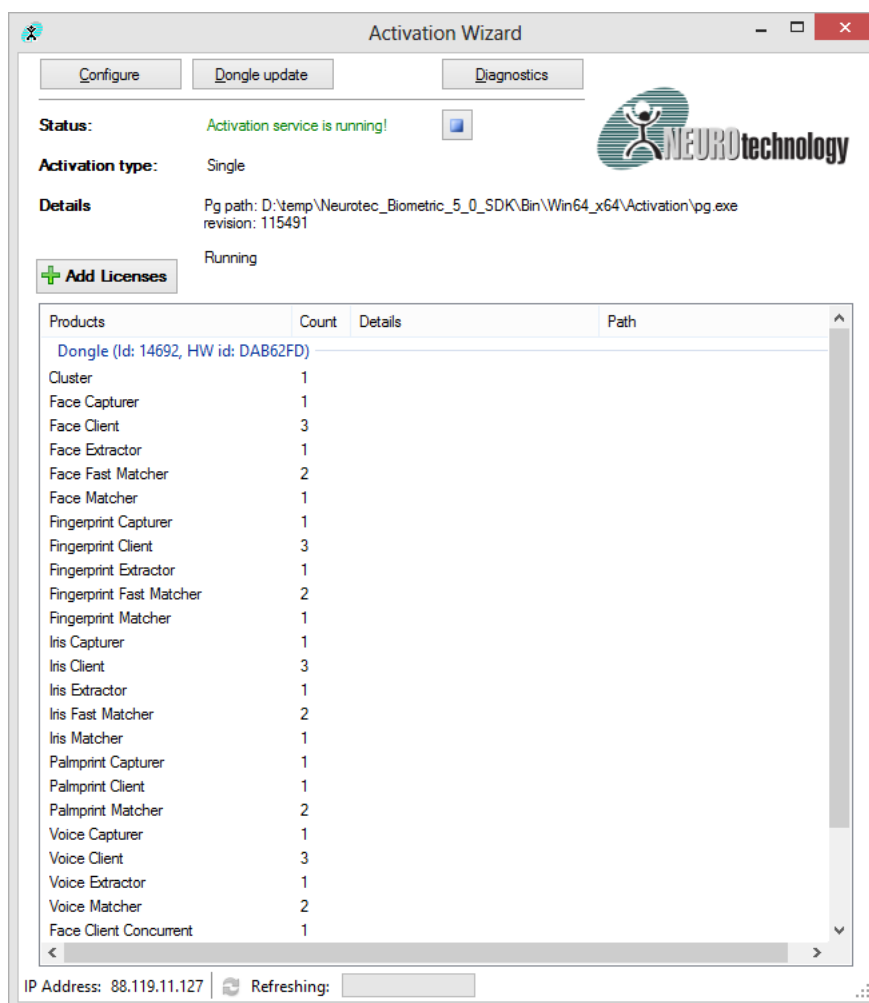 Activation Wizard
Configure Dongle update Diagnostics
NEUROtechnology
Status: Activation service is running!
Activation type: Single
Details Pg path: D:\temp\Neurotec_Biometric_5_0_SDK\Bin\Win64_x64\Activation\pg.exe
revision: 115491
Running
Add Licenses
Products Count Details Path
Dongle (Id: 14692, HW id: DAB62FD)
Cluster 1
Face Capturer 1
Face Client 3
Face Extractor 1
Face Fast Matcher 2
Face Matcher 1
Fingerprint Capturer 1
Fingerprint Client 3
Fingerprint Extractor 1
Fingerprint Fast Matcher 2
Fingerprint Matcher 1
Iris Capturer 1
Iris Client 3
Iris Extractor 1
Iris Fast Matcher 2
Iris Matcher 1
Palmprint Capturer 1
Palmprint Client 1
Palmprint Matcher 2
Voice Capturer 1
Voice Client 3
Voice Extractor 1
Voice Matcher 2
Face Client Concurrent 1
IP Address: 88.119.11.127 Refreshing: